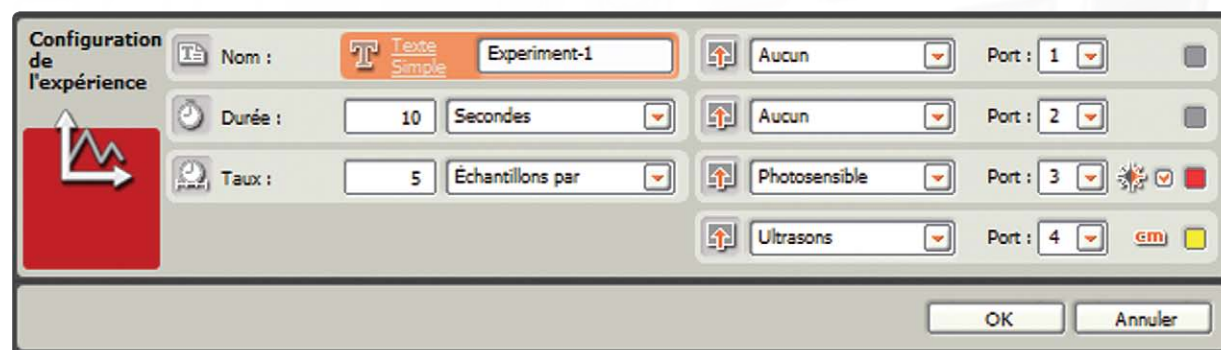 Configuration
de
l'expérience
Nom :
Texte
Simple
Experiment-1
Durée :
10
Secondes
Taux :
5
Échantillons par
Aucun
Port : 1
Aucun
Port : 2
Photosensible
Port : 3
Ultrasons
Port : 4
cm
OK
Annuler